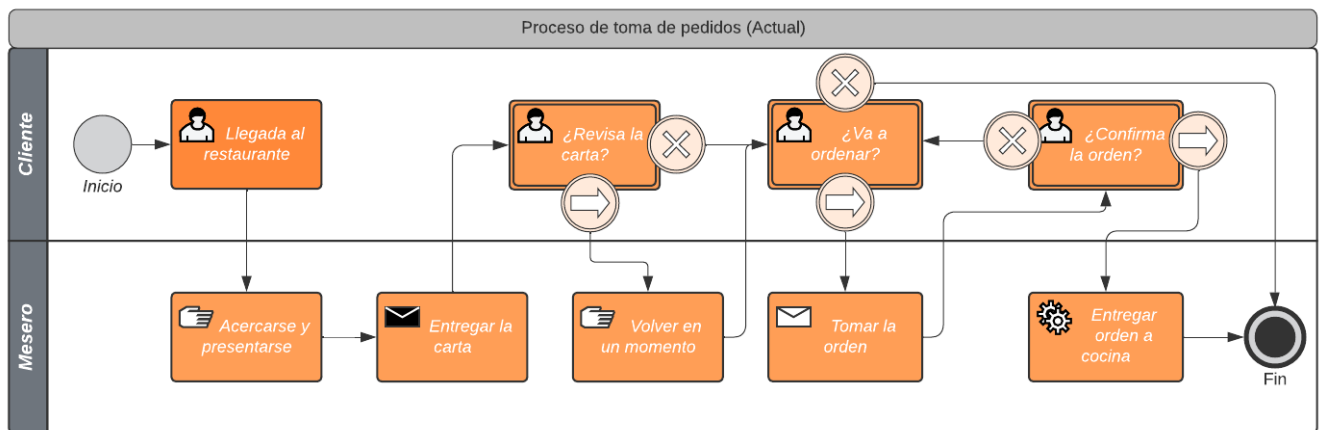 Proceso de toma de pedidos (Actual)
Cliente
Inicio
Llegada al
restaurante
¿Revisa la
carta?
¿Va a
ordenar?
¿Confirma
la orden?
Mesero
Acercarse y
presentarse
Entregar la
carta
Volver en
un momento
Tomar la
orden
Entregar
orden a
cocina
Fin